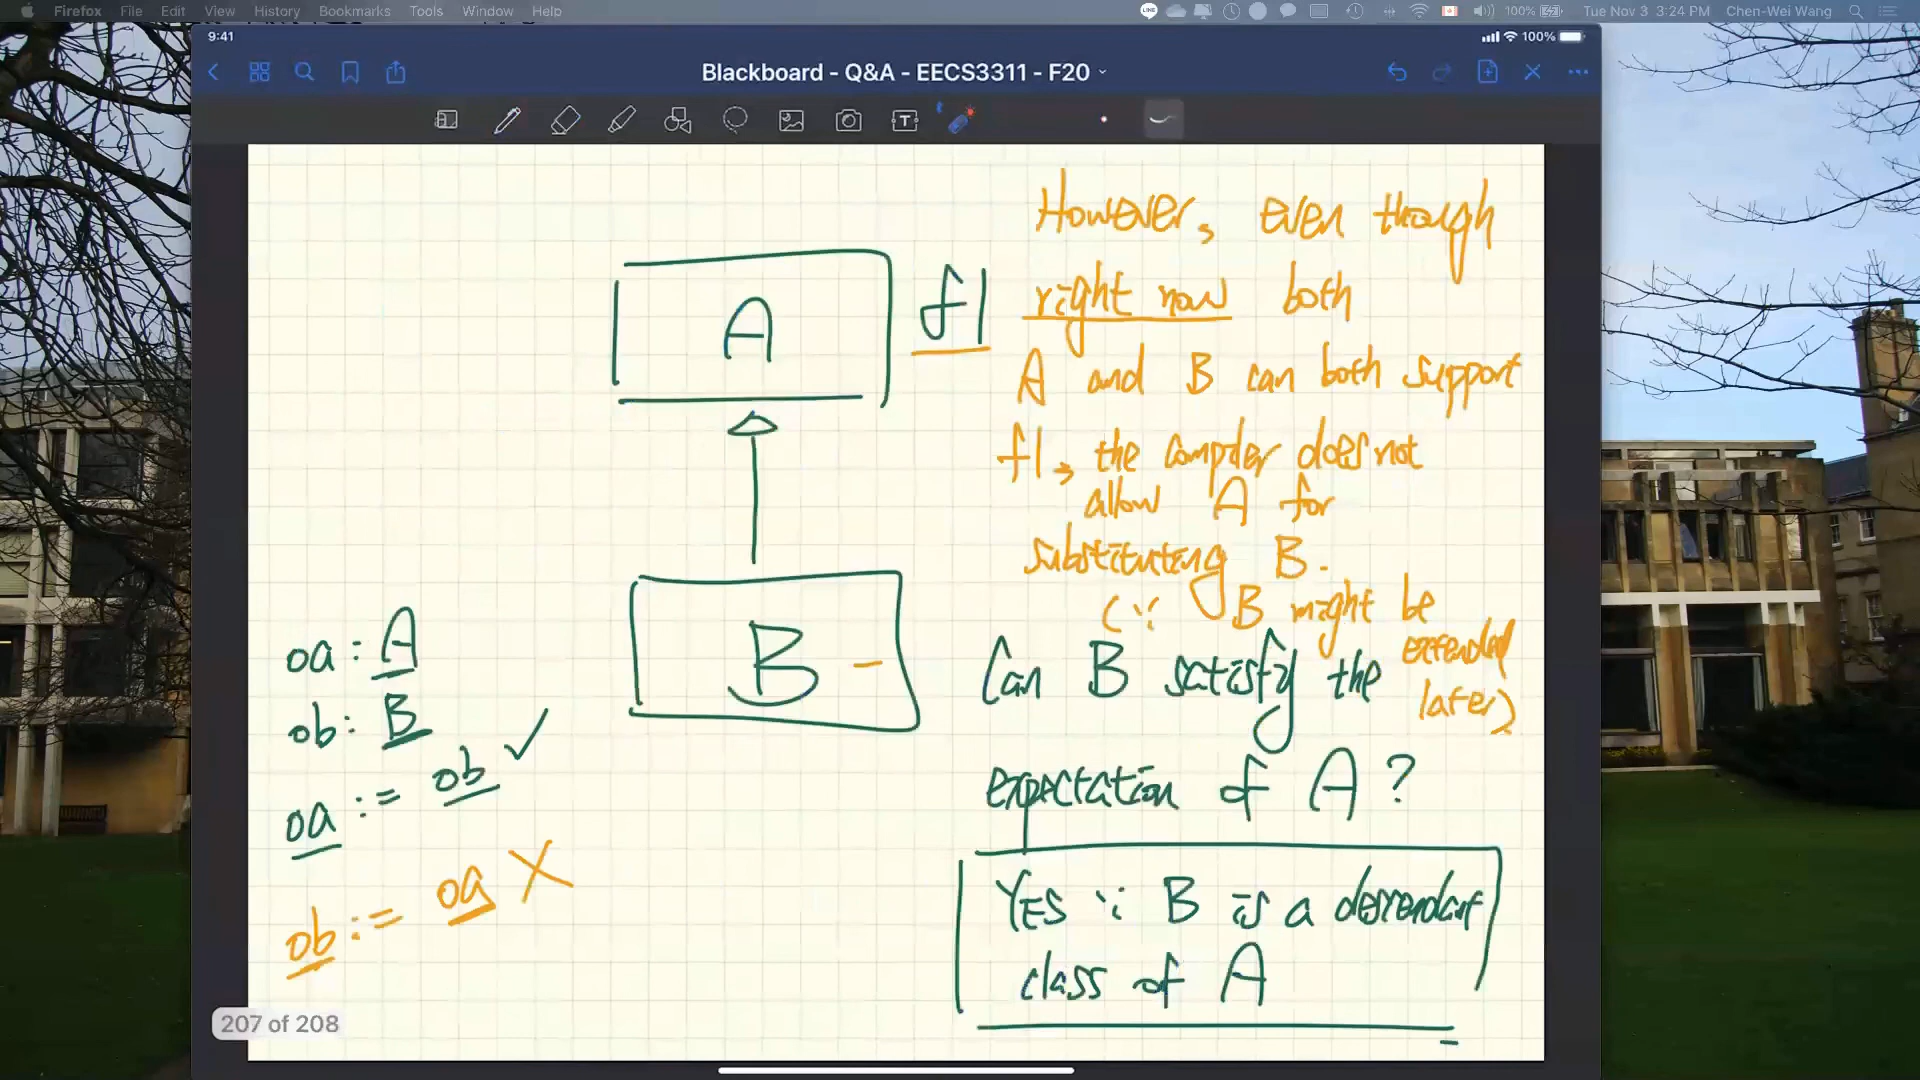 Firefox File Edit View History Bookmarks Tools Window Help
LINE 100% Tue Nov 3 3:24 PM Chen-Wei Wang
9:41
100%
Blackboard - Q&A - EECS3311 - F20
T
However, even though
right now both
A and B can both support
f1, the compiler does not
allow A for
substituting B.
(∵ B might be
extended
later)
A
f1
B
oa : A
ob : B
oa := ob ✓
ob := oa X
Can B satisfy the
expectation of A ?
YES ∵ B is a descendant
class of A
207 of 208